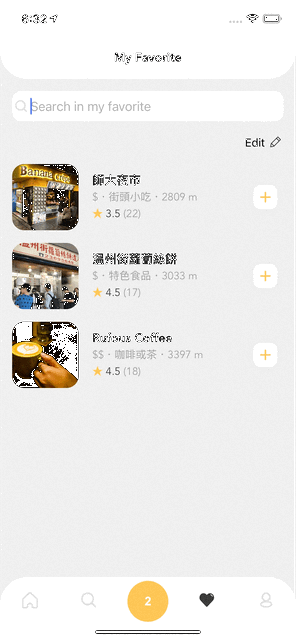 8:32
My Favorite
Search in my favorite
Edit
師大夜市
$ · 街頭小吃 · 2809 m
3.5 (22)
溫州街蘿蔔絲餅
$ · 特色食品 · 3033 m
4.5 (17)
Rufous Coffee
$$ · 咖啡或茶 · 3397 m
4.5 (18)
2